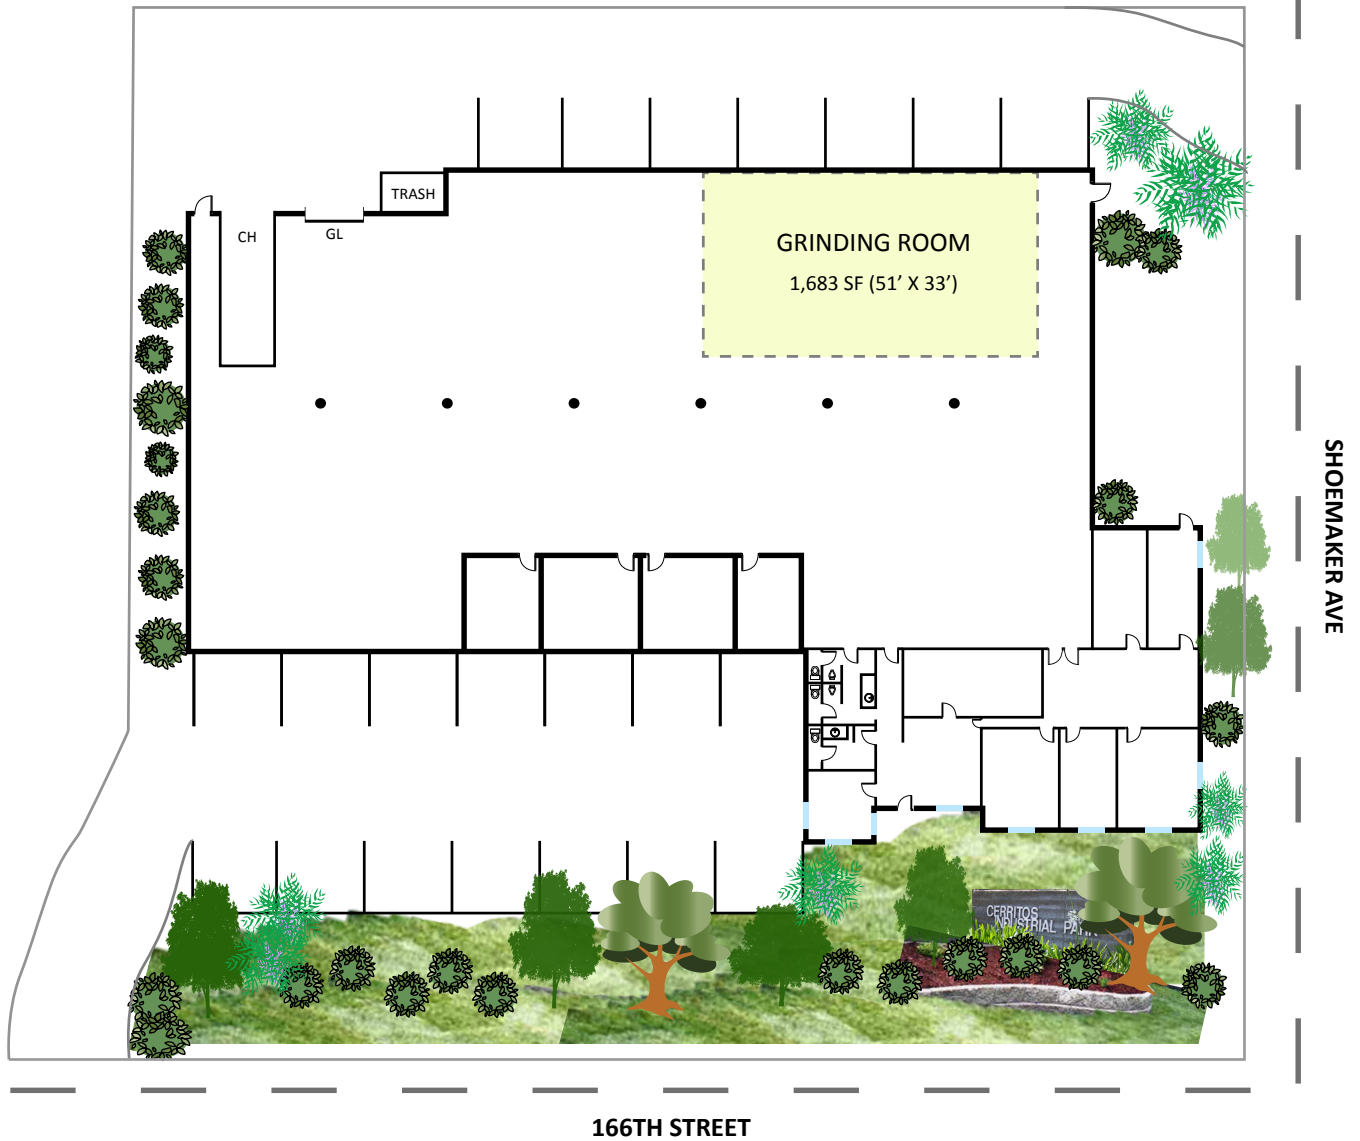 TRASH
CH
GL
GRINDING ROOM
1,683 SF (51’ X 33’)
SHOEMAKER AVE
CERRITOS
INDUSTRIAL PARK
166TH STREET